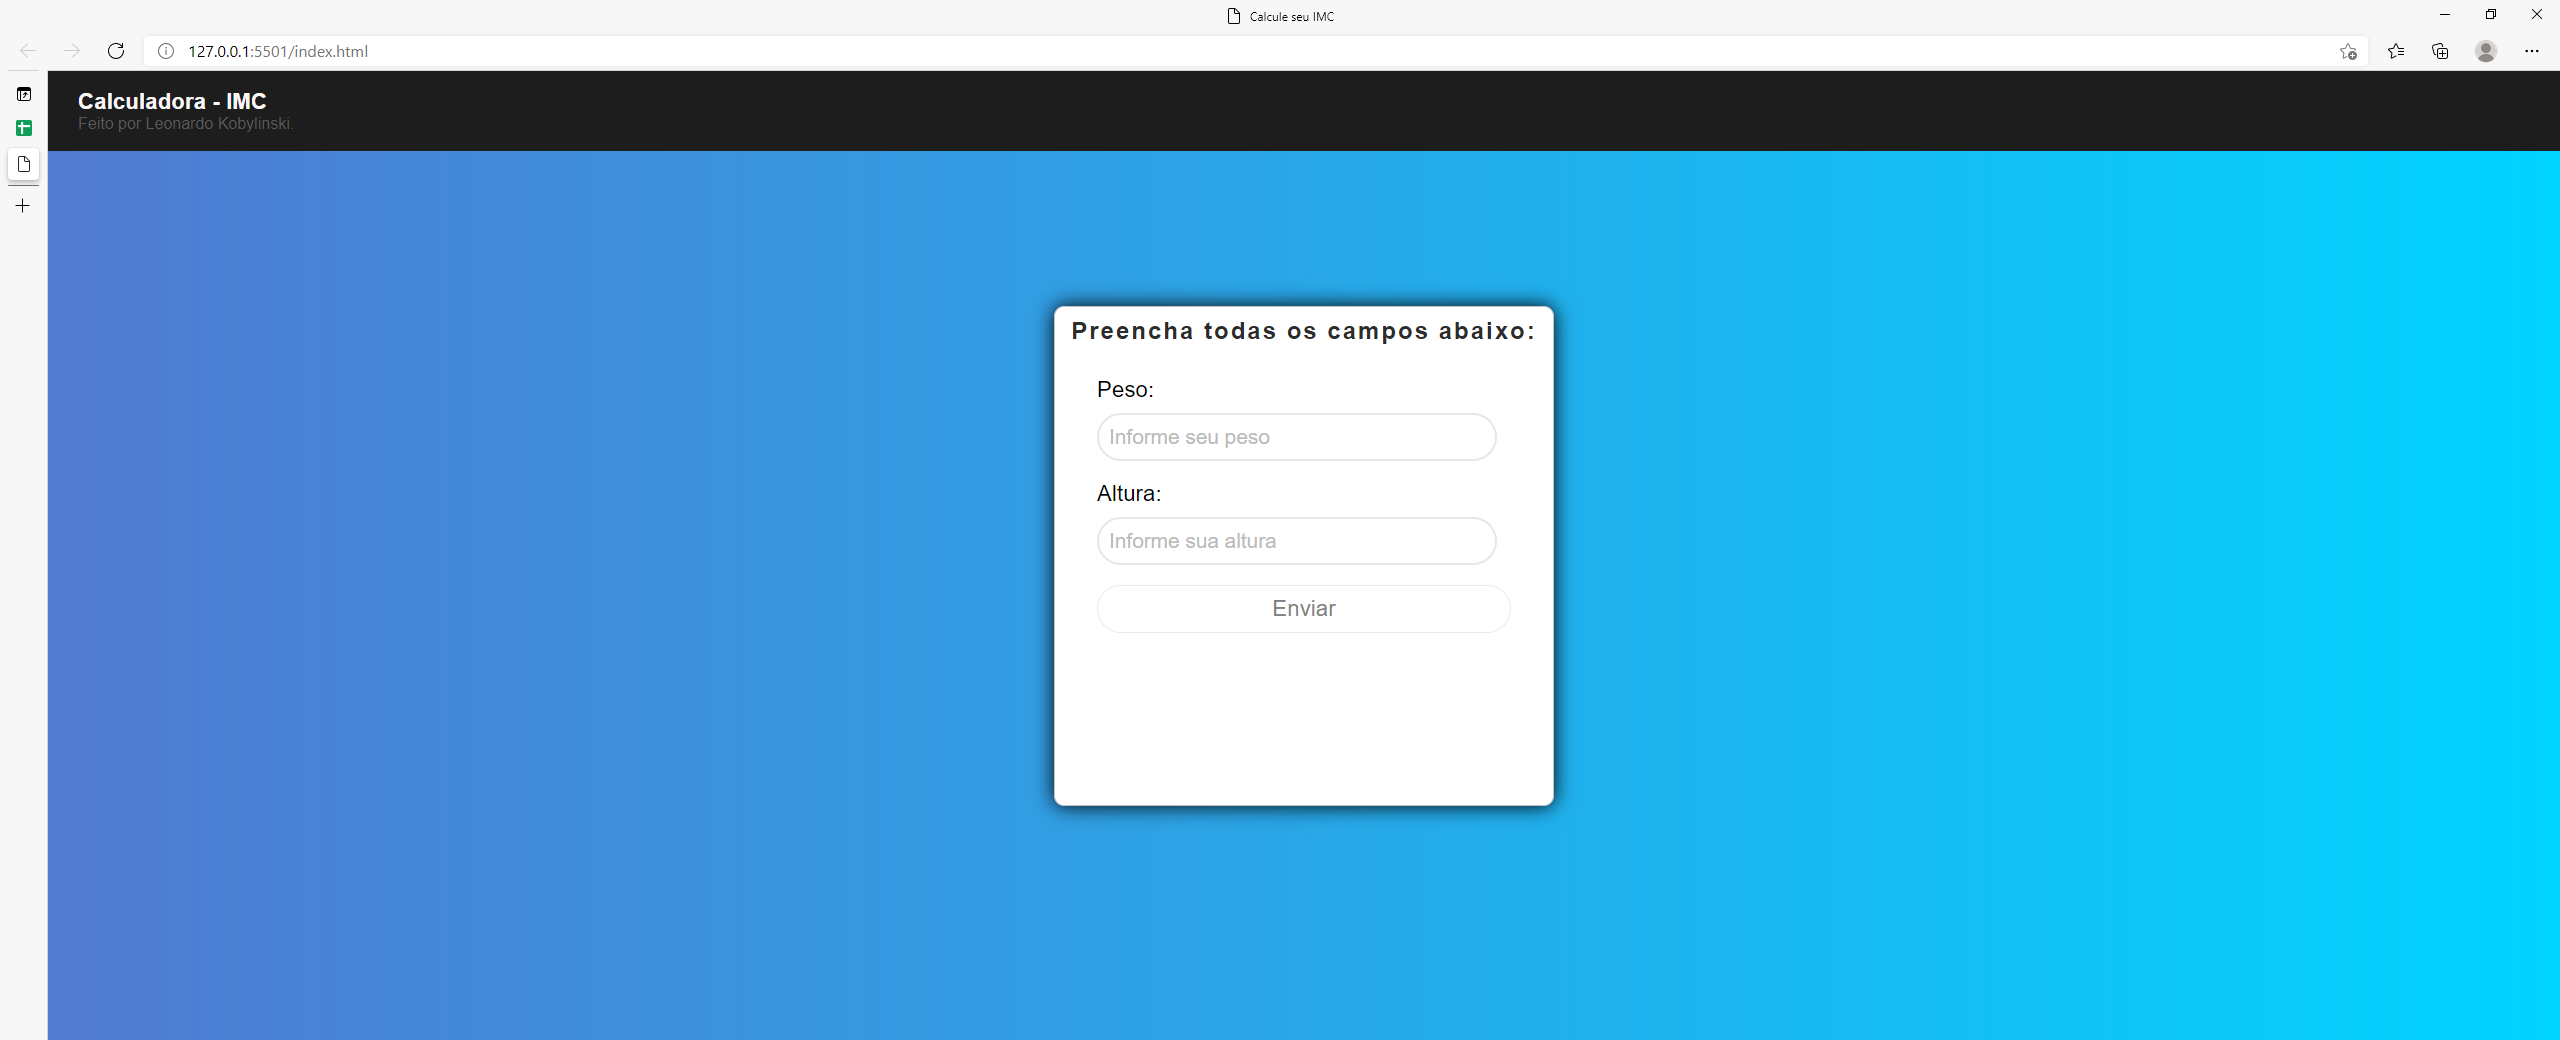 Calcule seu IMC
127.0.0.1:5501/index.html
Calculadora - IMC
Feito por Leonardo Kobylinski.
Preencha todas os campos abaixo:
Peso:
Informe seu peso
Altura:
Informe sua altura
Enviar